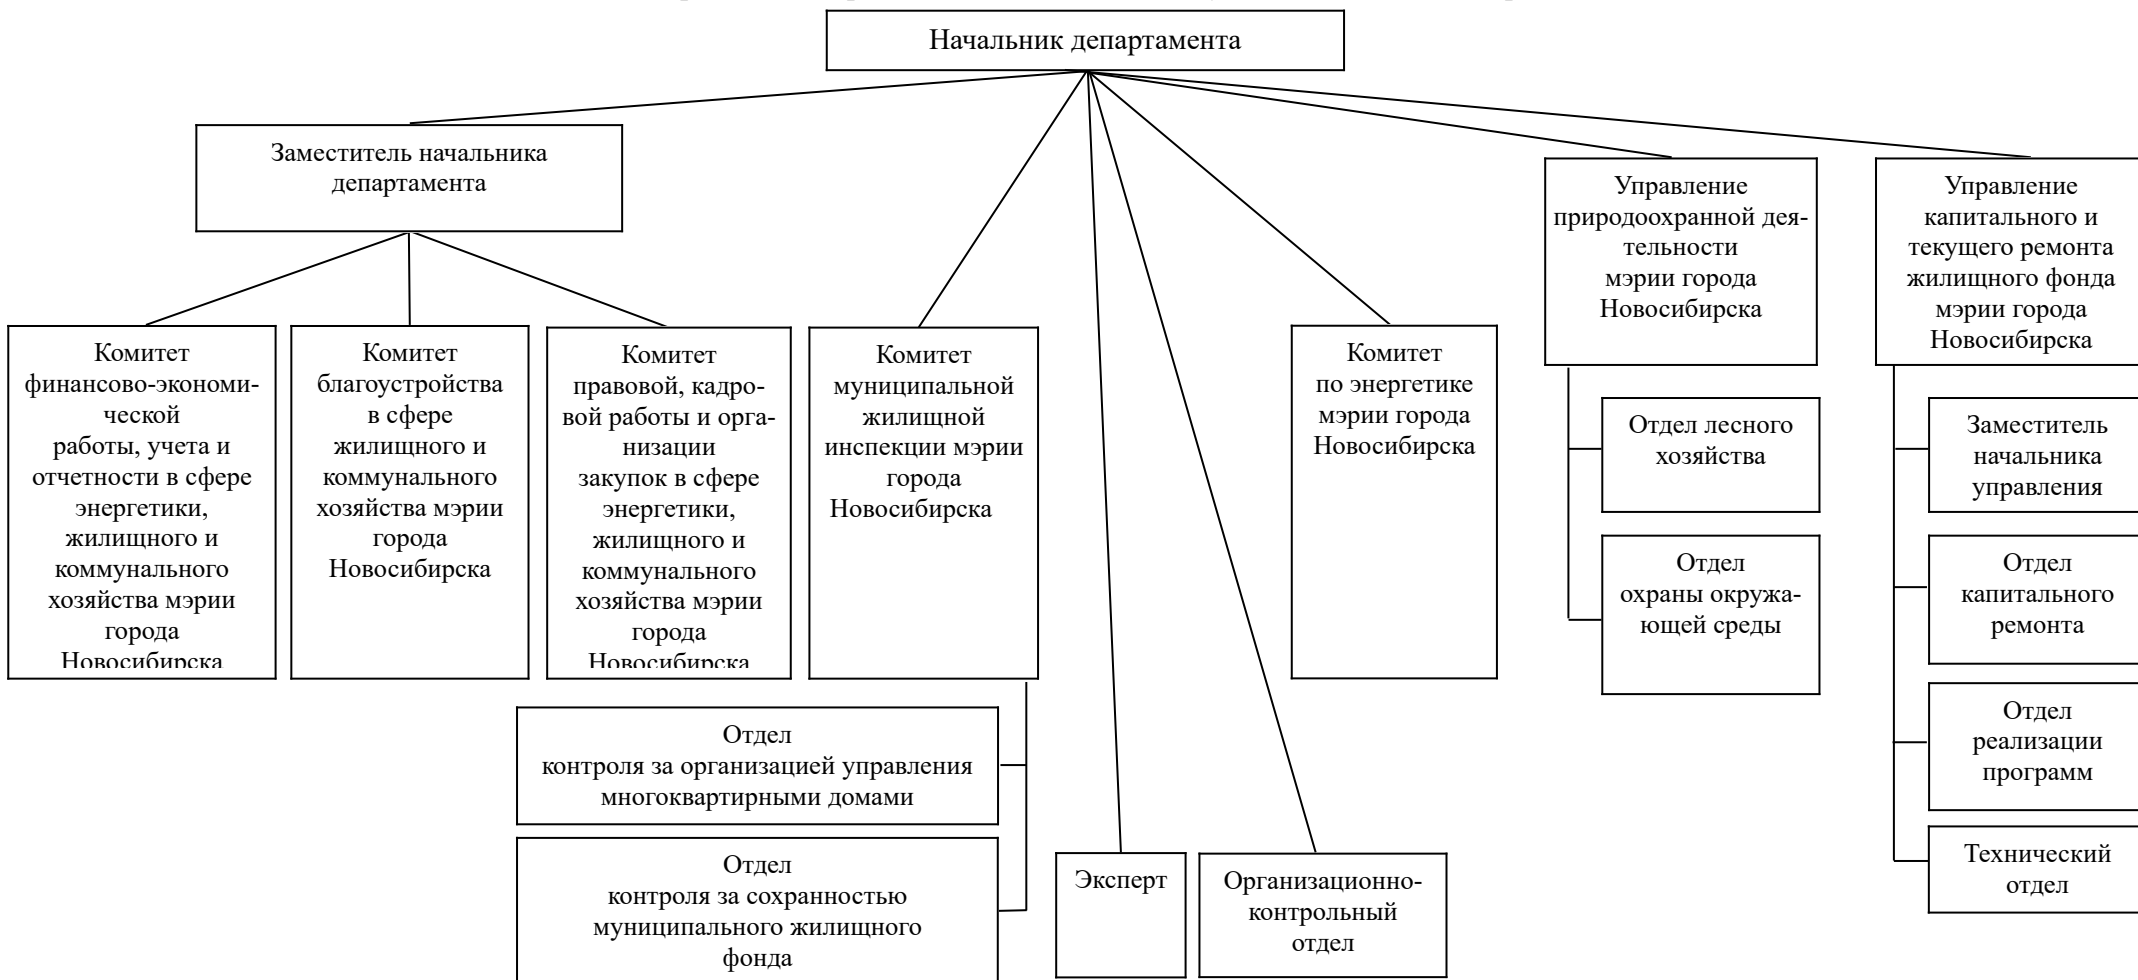 Начальник департамента
Заместитель начальника
департамента
Управление
природоохранной дея-
тельности
мэрии города
Новосибирска
Управление
капитального и
текущего ремонта
жилищного фонда
мэрии города
Новосибирска
Комитет
финансово-экономи-
ческой
работы, учета и
отчетности в сфере
энергетики,
жилищного и
коммунального
хозяйства мэрии
города
Новосибирска
Комитет
благоустройства
в сфере
жилищного и
коммунального
хозяйства мэрии
города
Новосибирска
Комитет
правовой, кадро-
вой работы и орга-
низации
закупок в сфере
энергетики,
жилищного и
коммунального
хозяйства мэрии
города
Новосибирска
Комитет
муниципальной
жилищной
инспекции мэрии
города
Новосибирска
Комитет
по энергетике
мэрии города
Новосибирска
Отдел лесного
хозяйства
Отдел
охраны окружа-
ющей среды
Заместитель
начальника
управления
Отдел
капитального
ремонта
Отдел
реализации
программ
Технический
отдел
Отдел
контроля за организацией управления
многоквартирными домами
Отдел
контроля за сохранностью
муниципального жилищного
фонда
Эксперт
Организационно-
контрольный
отдел